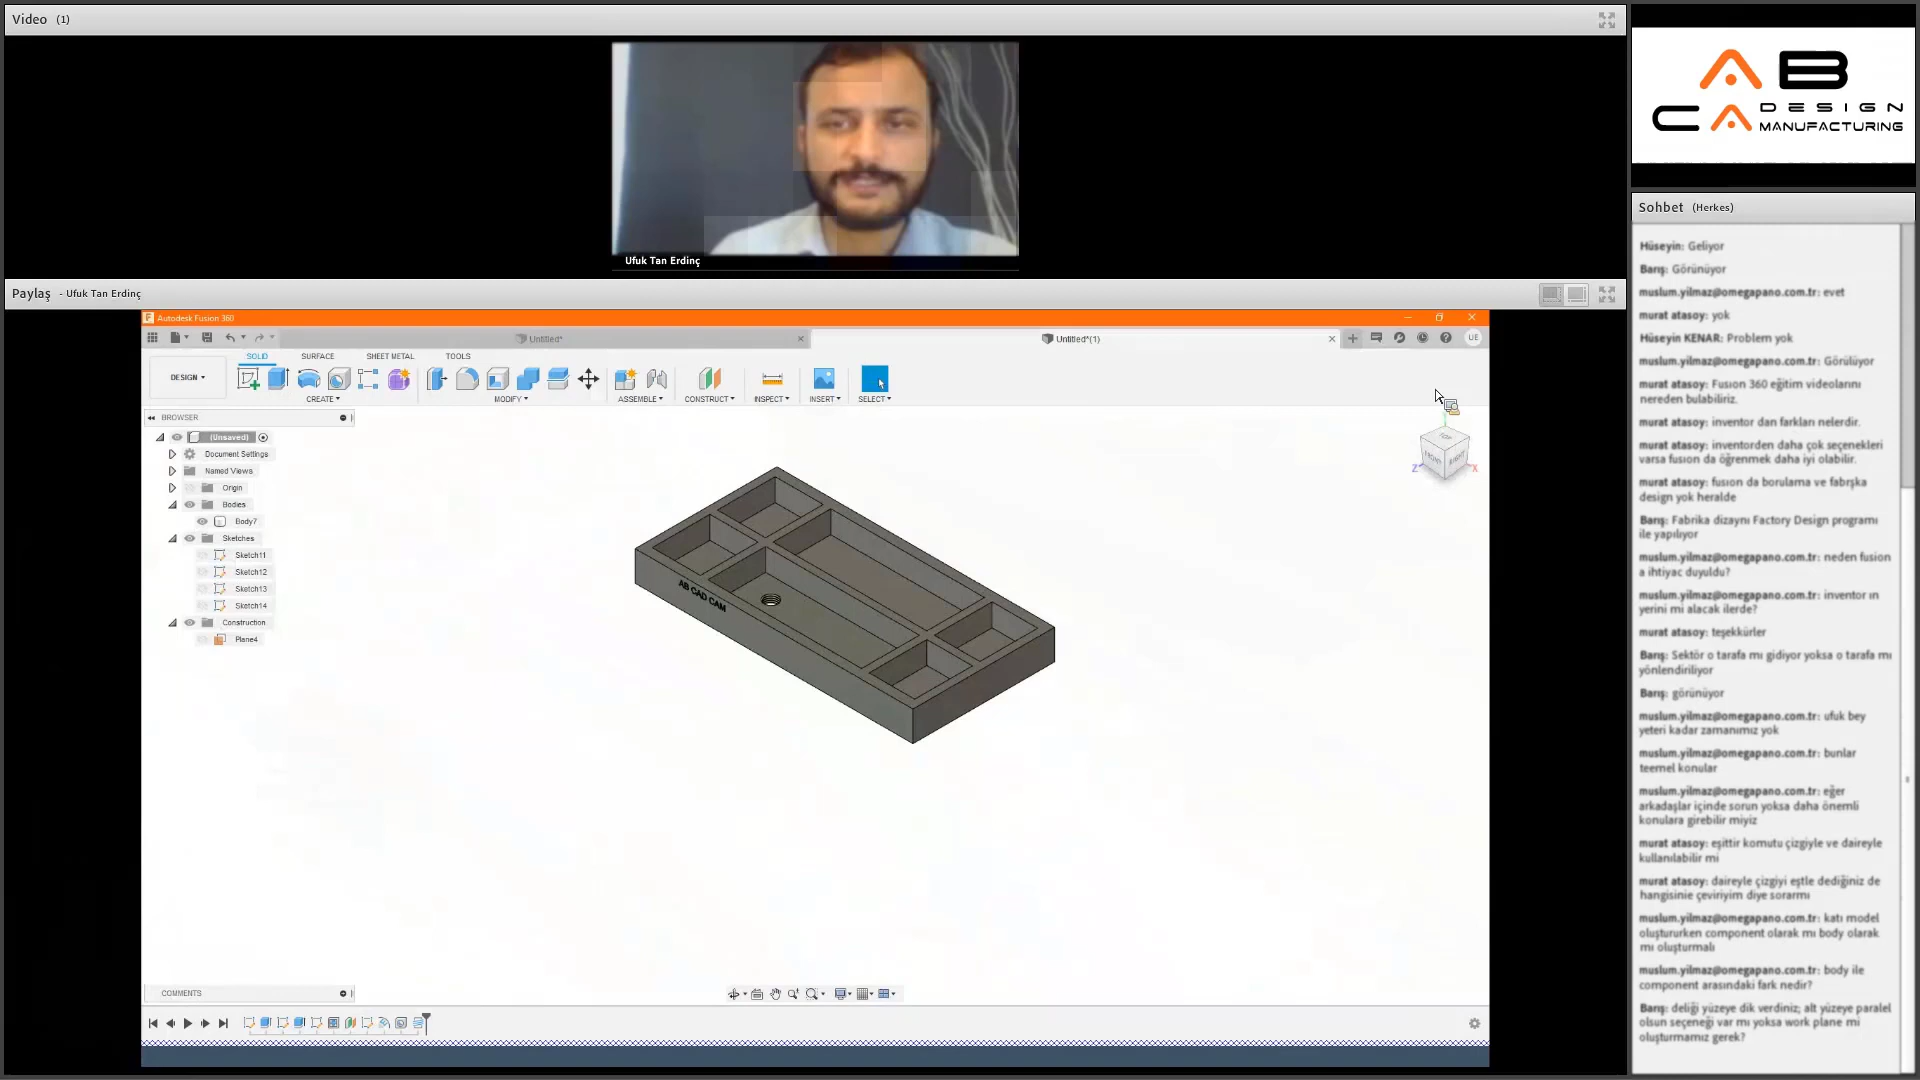 Video (1)
Ufuk Tan Erdinç
Paylaş - Ufuk Tan Erdinç
AB
CA DESIGN
MANUFACTURING
Sohbet (Herkes)
Hüseyin: Geliyor
Barış: Görünüyor
muslum.yilmaz@omegapano.com.tr: evet
murat atasoy: yok
Hüseyin KENAR: Problem yok
muslum.yilmaz@omegapano.com.tr: Görülüyor
murat atasoy: Fusıon 360 eğitim videolarını
nereden bulabiliriz.
murat atasoy: inventor dan farkları nelerdir.
murat atasoy: inventorden daha çok seçenekleri
varsa fusıon da öğrenmek daha iyi olabilir.
murat atasoy: fusıon da borulama ve fabrşka
design yok heralde
Barış: Fabrika dizaynı Factory Design programı
ile yapılıyor
muslum.yilmaz@omegapano.com.tr: neden fusion
a ihtiyac duyuldu?
muslum.yilmaz@omegapano.com.tr: inventor ın
yerini mi alacak ilerde?
murat atasoy: teşekkürler
Barış: Sektör o tarafa mı gidiyor yoksa o tarafa mı
yönlendiriliyor
Barış: görünüyor
muslum.yilmaz@omegapano.com.tr: ufuk bey
yeteri kadar zamanımız yok
muslum.yilmaz@omegapano.com.tr: bunlar
teemel konular
muslum.yilmaz@omegapano.com.tr: eğer
arkadaşlar içinde sorun yoksa daha önemli
konulara girebilir miyiz
murat atasoy: eşittir komutu çizgiyle ve daireyle
kullanılabilir mi
murat atasoy: daireyle çizgiyi eştle dediğiniz de
hangisinie çeviriyim diye sorarmı
muslum.yilmaz@omegapano.com.tr: katı model
oluştururken component olarak mı body olarak
mı oluşturmalı
muslum.yilmaz@omegapano.com.tr: body ile
component arasındaki fark nedir?
Barış: deliği yüzeye dik verdiniz; alt yüzeye paralel
olsun seçeneği var mı yoksa work plane mi
oluşturmamız gerek?
Autodesk Fusion 360
Untitled*
Untitled*(1)
UE
SOLID SURFACE SHEET METAL TOOLS
DESIGN
CREATE MODIFY ASSEMBLE CONSTRUCT INSPECT INSERT SELECT
BROWSER
(Unsaved)
Document Settings
Named Views
Origin
Bodies
Body7
Sketches
Sketch11
Sketch12
Sketch13
Sketch14
Construction
Plane4
AB CAD CAM
TOP
FRONT RIGHT
Z X
COMMENTS